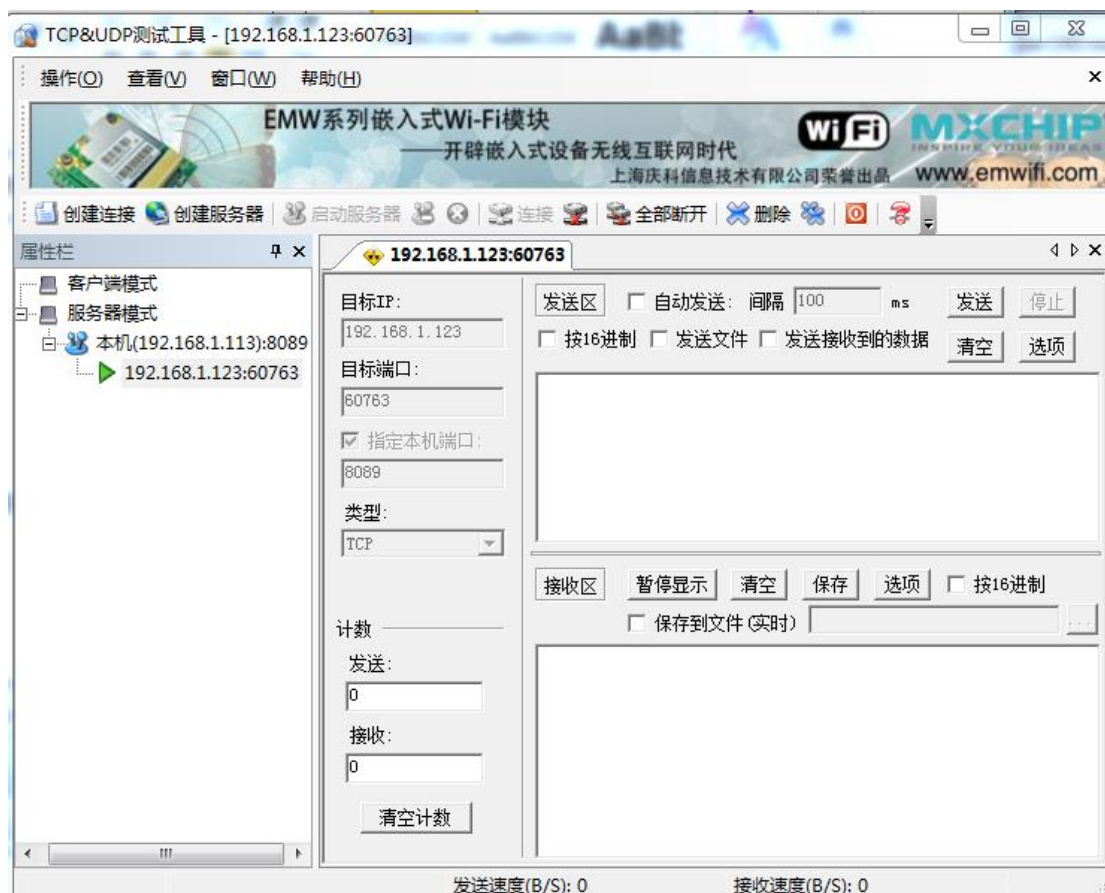 TCP&UDP测试工具 - [192.168.1.123:60763]
操作(O) 查看(V) 窗口(W) 帮助(H)
EMW系列嵌入式Wi-Fi模块
——开辟嵌入式设备无线互联网时代
上海庆科信息技术有限公司荣誉出品
WiFi
MXCHIP
INSPIRE YOUR IDEAS
www.emwifi.com
创建连接 创建服务器 启动服务器 连接 全部断开 删除
属性栏
客户端模式
服务器模式
本机(192.168.1.113):8089
192.168.1.123:60763
192.168.1.123:60763
目标IP:
192.168.1.123
目标端口:
60763
指定本机端口:
8089
类型:
TCP
计数
发送:
0
接收:
0
清空计数
发送区 自动发送: 间隔 100 ms 发送 停止
按16进制 发送文件 发送接收到的数据 清空 选项
接收区 暂停显示 清空 保存 选项 按16进制
保存到文件(实时) ...
发送速度(B/S): 0 接收速度(B/S): 0